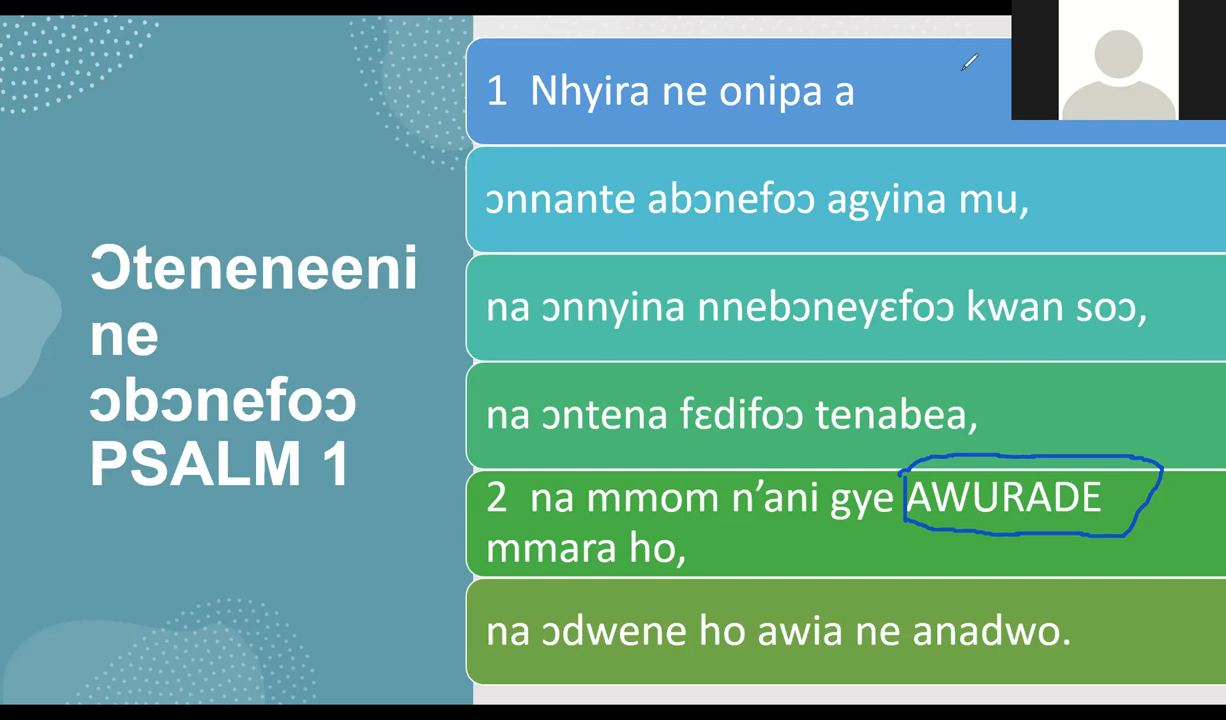 Ɔteneneeni
ne
ɔbɔnefoɔ
PSALM 1
1 Nhyira ne onipa a
ɔnnante abɔnefoɔ agyina mu,
na ɔnnyina nnebɔneyɛfoɔ kwan soɔ,
na ɔntena fɛdifoɔ tenabea,
2 na mmom n’ani gye AWURADE
mmara ho,
na ɔdwene ho awia ne anadwo.